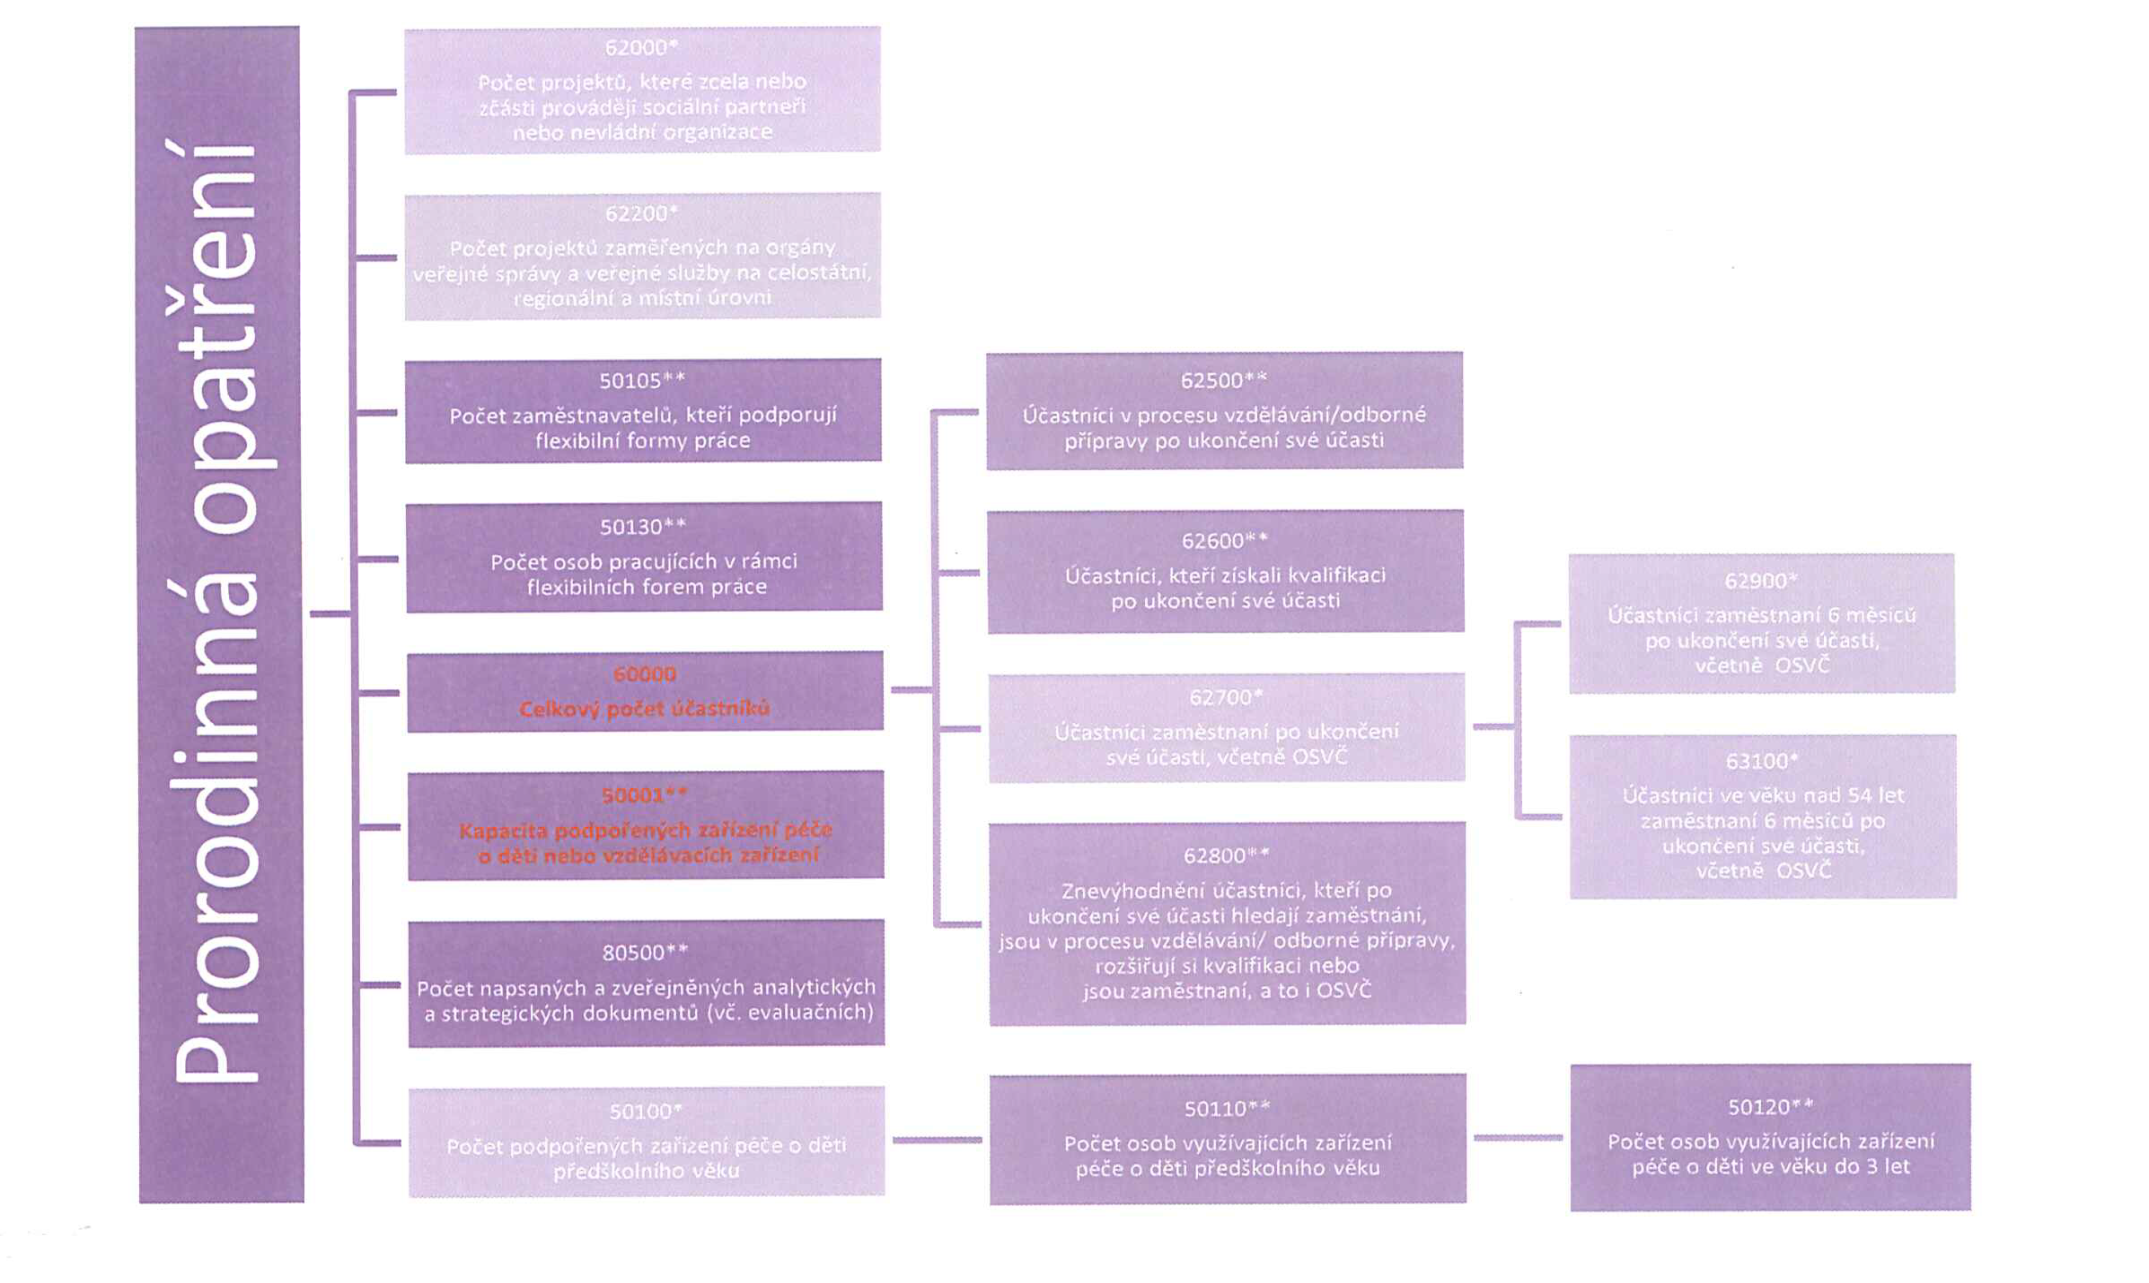 Prorodinná opatření
62000*
Počet projektů, které zcela nebo
zčásti provádějí sociální partneři
nebo nevládní organizace
62200*
Počet projektů zaměřených na orgány
veřejné správy a veřejné služby na celostátní,
regionální a místní úrovni
50105**
Počet zaměstnavatelů, kteří podporují
flexibilní formy práce
50130**
Počet osob pracujících v rámci
flexibilních forem práce
60000
Celkový počet účastníků
50001**
Kapacita podpořených zařízení péče
o děti nebo vzdělávacích zařízení
80500**
Počet napsaných a zveřejněných analytických
a strategických dokumentů (vč. evaluačních)
50100*
Počet podpořených zařízení péče o děti
předškolního věku
62500**
Účastníci v procesu vzdělávání/odborné
přípravy po ukončení své účasti
62600**
Účastníci, kteří získali kvalifikaci
po ukončení své účasti
62700*
Účastníci zaměstnaní po ukončení
své účasti, včetně OSVČ
62800**
Znevýhodnění účastníci, kteří po
ukončení své účasti hledají zaměstnání,
jsou v procesu vzdělávání/ odborné přípravy,
rozšiřují si kvalifikaci nebo
jsou zaměstnaní, a to i OSVČ
50110**
Počet osob využívajících zařízení
péče o děti předškolního věku
62900*
Účastníci zaměstnaní 6 měsíců
po ukončení své účasti,
včetně OSVČ
63100*
Účastníci ve věku nad 54 let
zaměstnaní 6 měsíců po
ukončení své účasti,
včetně OSVČ
50120**
Počet osob využívajících zařízení
péče o děti ve věku do 3 let